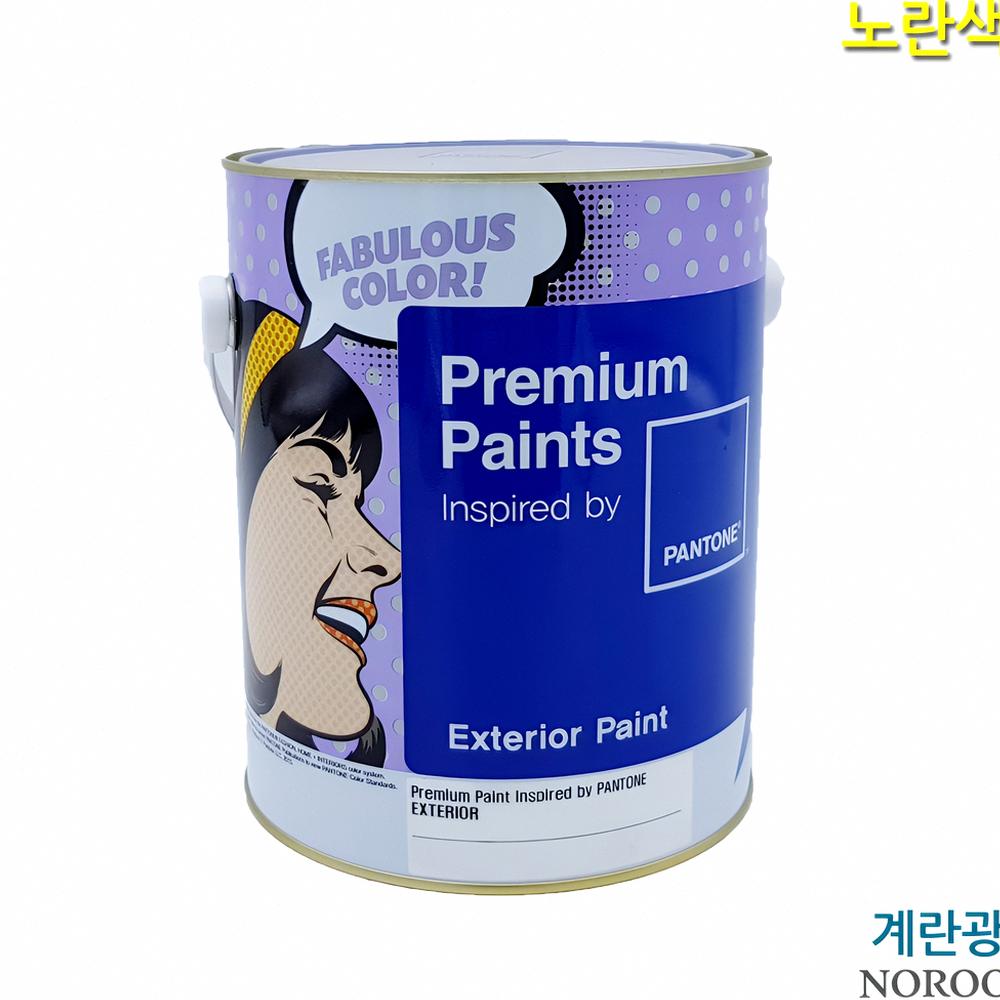 노란색
FABULOUS
COLOR!
Premium
Paints
Inspired by
PANTONE®
Exterior Paint
Premium Paint Inspired by PANTONE
EXTERIOR
계란광
NOROO